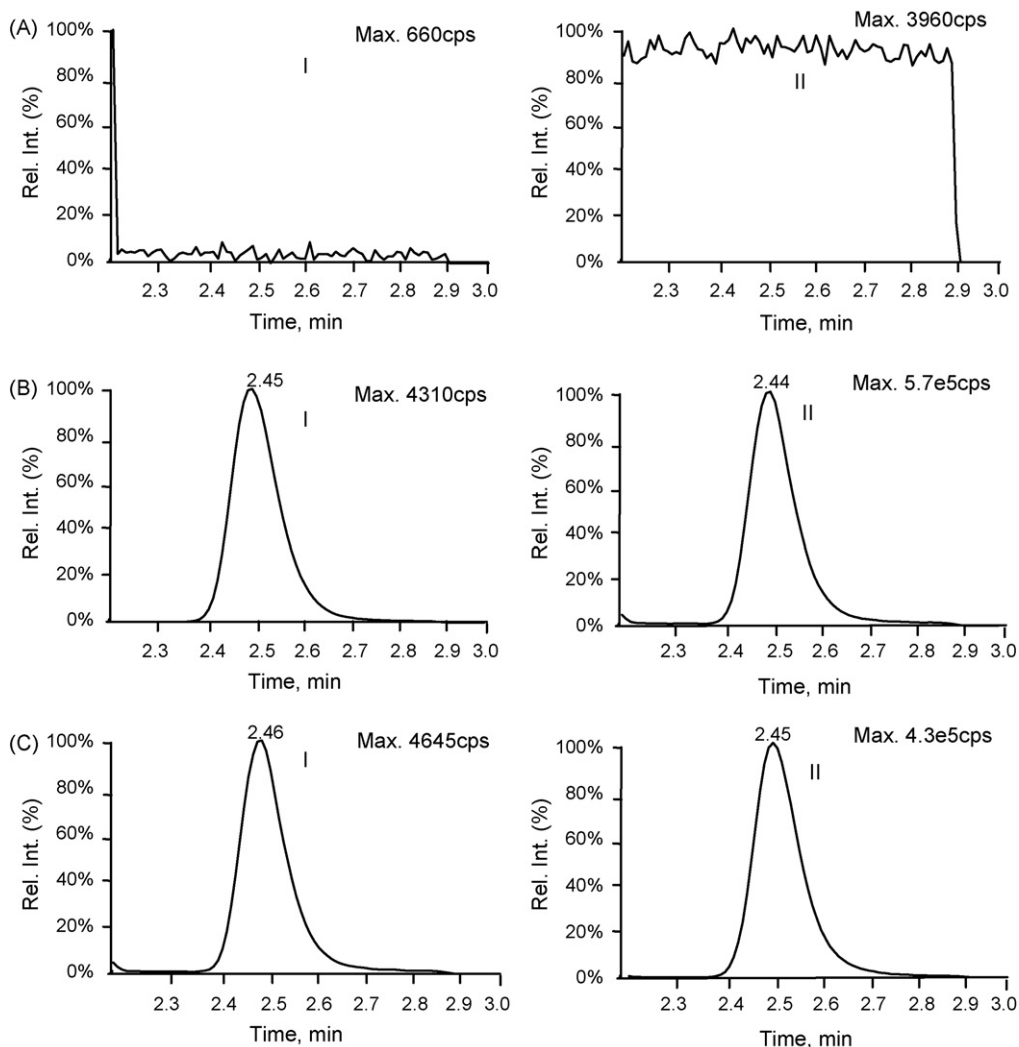 (A)
Rel. Int. (%)
100%
80%
60%
40%
20%
0%
Max. 660cps
I
2.3 2.4 2.5 2.6 2.7 2.8 2.9 3.0
Time, min
Rel. Int. (%)
100%
80%
60%
40%
20%
0%
Max. 3960cps
II
2.3 2.4 2.5 2.6 2.7 2.8 2.9 3.0
Time, min
(B)
Rel. Int. (%)
100%
80%
60%
40%
20%
0%
2.45
Max. 4310cps
I
2.3 2.4 2.5 2.6 2.7 2.8 2.9 3.0
Time, min
Rel. Int. (%)
100%
80%
60%
40%
20%
0%
2.44
Max. 5.7e5cps
II
2.3 2.4 2.5 2.6 2.7 2.8 2.9 3.0
Time, min
(C)
Rel. Int. (%)
100%
80%
60%
40%
20%
0%
2.46
Max. 4645cps
I
2.3 2.4 2.5 2.6 2.7 2.8 2.9 3.0
Time, min
Rel. Int. (%)
100%
80%
60%
40%
20%
0%
2.45
Max. 4.3e5cps
II
2.3 2.4 2.5 2.6 2.7 2.8 2.9 3.0
Time, min